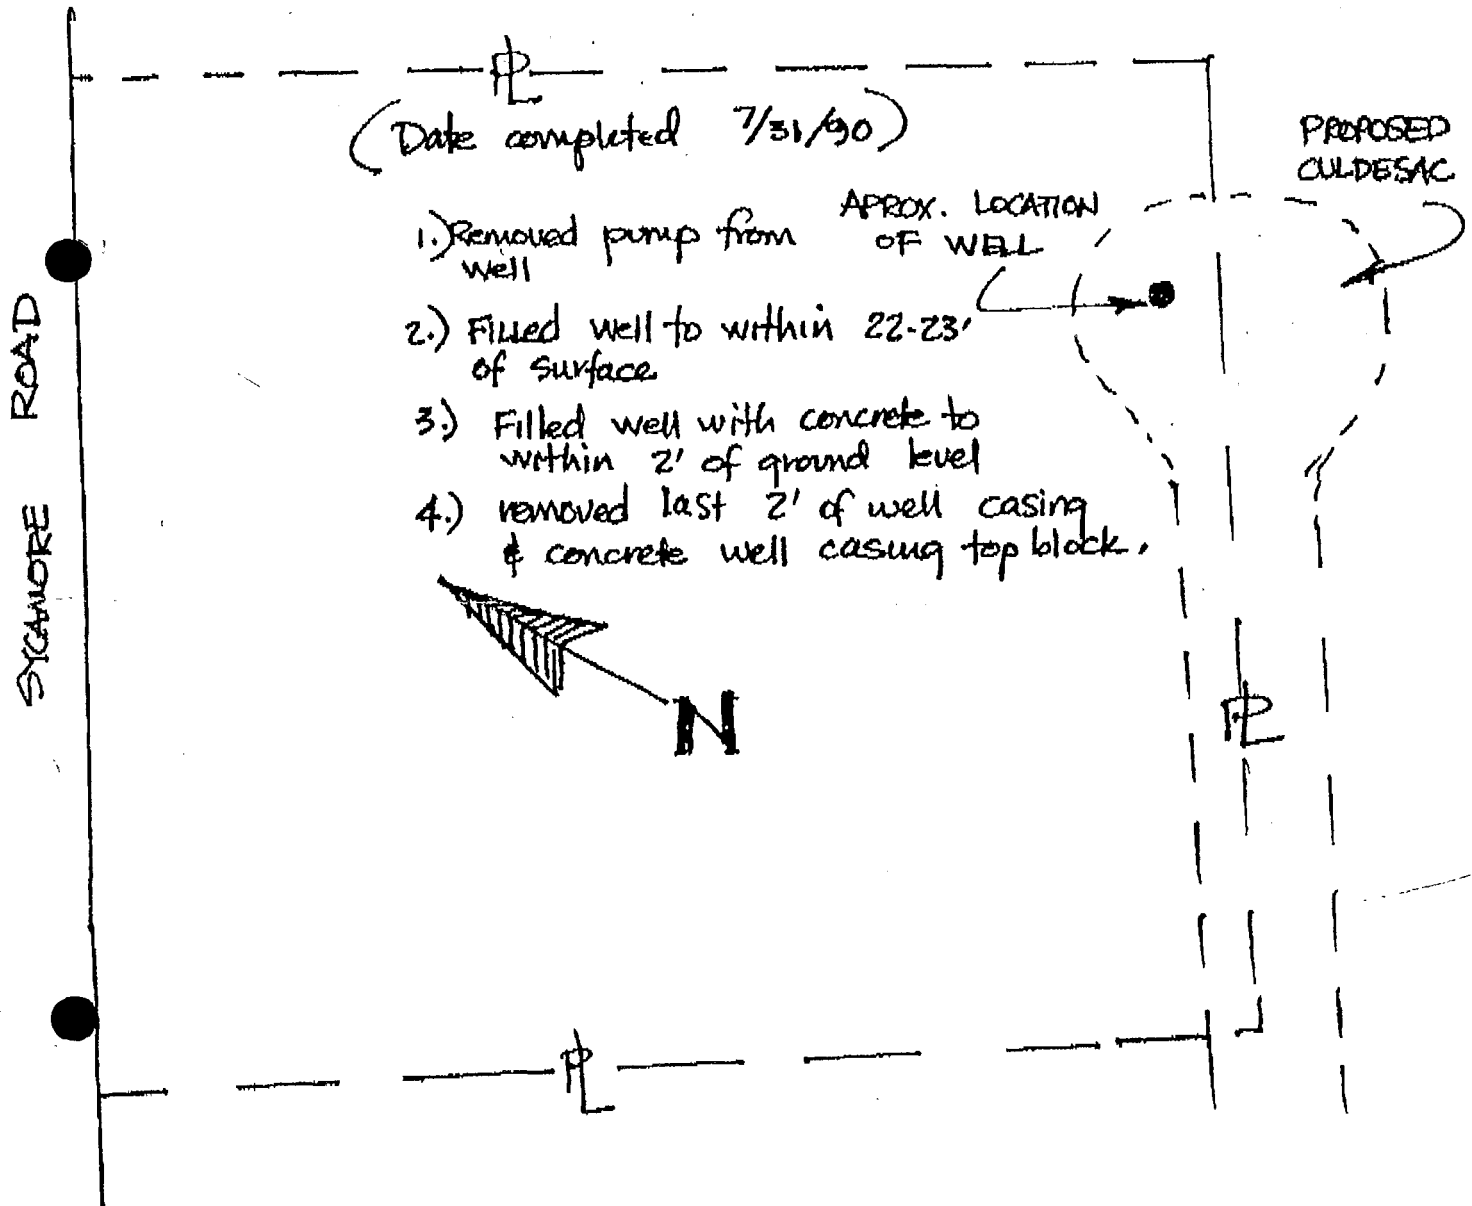 PL
(Date completed 7/31/90)
PROPOSED
CULDESAC
APROX. LOCATION
OF WELL
1.) Removed pump from
well
2.) Filled well to within 22-23'
of surface
3.) Filled well with concrete to
within 2' of ground level
4.) removed last 2' of well casing
& concrete well casing top block.
SYCAMORE ROAD
N
PL
PL